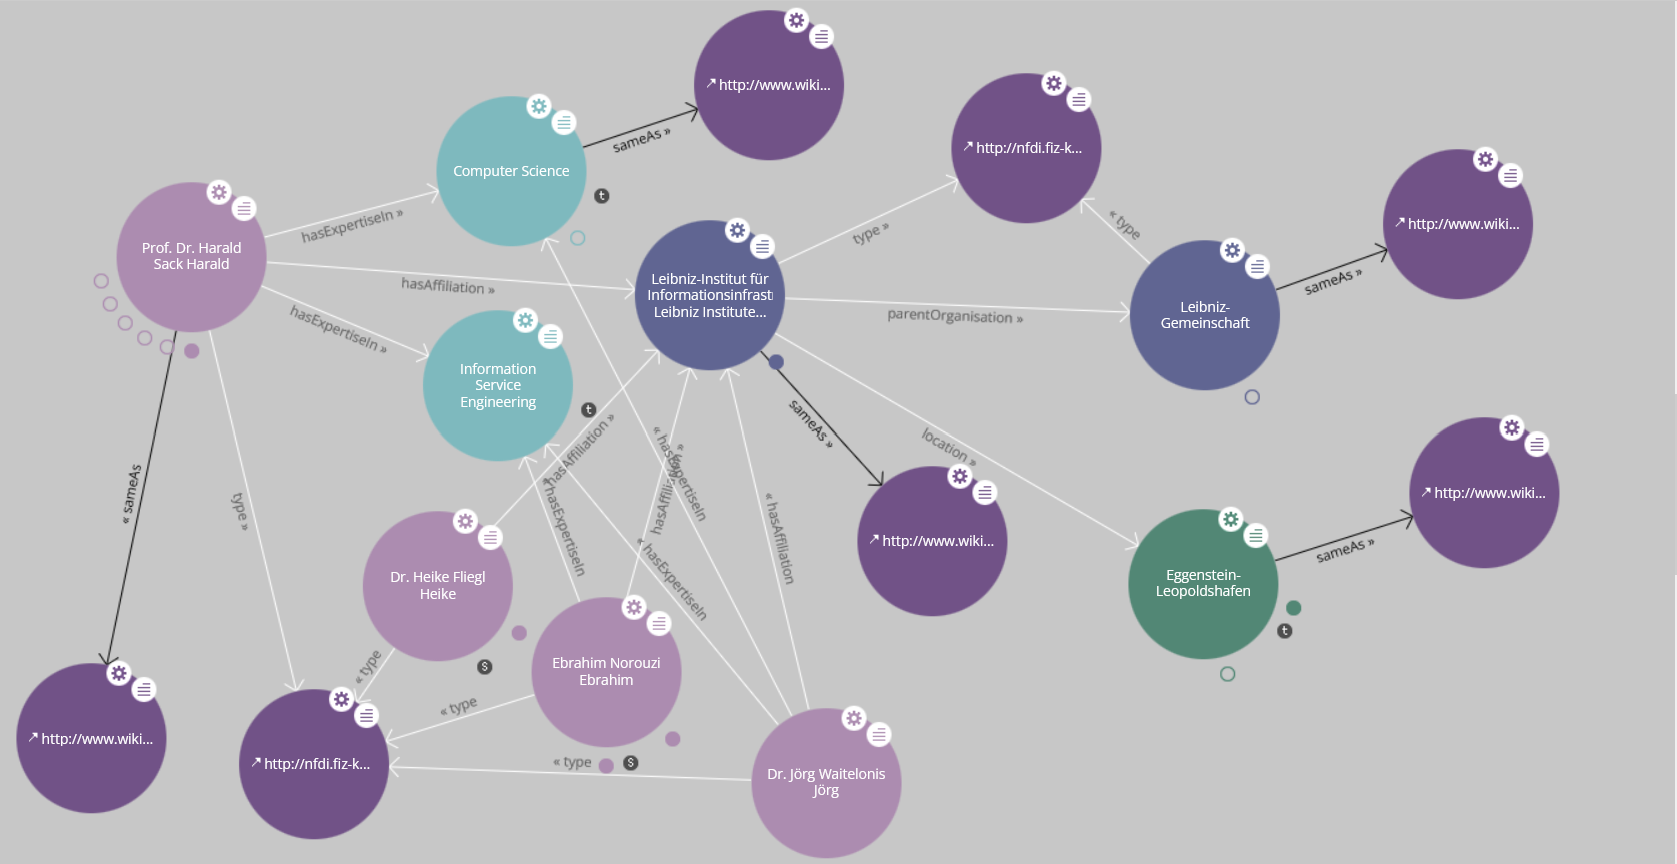 ↗ http://www.wiki...
sameAs »
Computer Science
t
↗ http://nfdi.fiz-k...
« type
type »
↗ http://www.wiki...
sameAs »
Prof. Dr. Harald
Sack Harald
hasExpertiseIn »
hasAffiliation »
hasExpertiseIn »
Leibniz-Institut für
Informationsinfrast
Leibniz Institute...
parentOrganisation »
Leibniz-
Gemeinschaft
Information
Service
Engineering
t
sameAs »
location »
« hasAffiliation »
« hasExpertiseIn
hasAffiliation »
« hasExpertiseIn
« hasExpertiseIn
« hasAffiliation
« sameAs
type »
↗ http://www.wiki...
↗ http://www.wiki...
sameAs »
Eggenstein-
Leopoldshafen
t
Dr. Heike Fliegl
Heike
S
« type
Ebrahim Norouzi
Ebrahim
« type
S
« type
Dr. Jörg Waitelonis
Jörg
↗ http://www.wiki...
↗ http://nfdi.fiz-k...